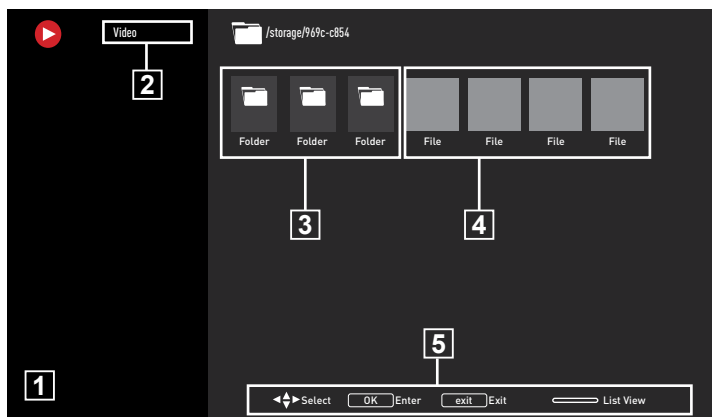 Video
/storage/969c-c854
2
Folder Folder Folder File File File File
3 4
5
1
Select OK Enter exit Exit List View